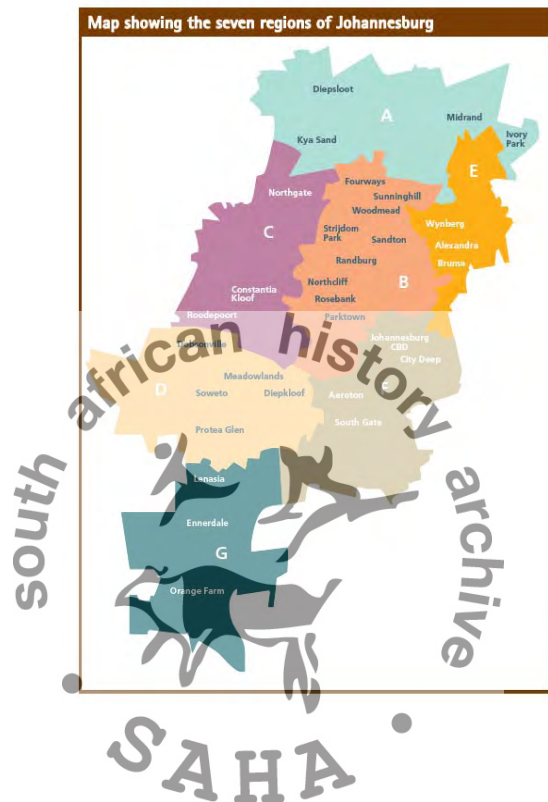 Map showing the seven regions of Johannesburg
Diepsloot
A
Midrand
Ivory
Park
Kya Sand
E
Fourways
Northgate
Sunninghill
Woodmead
Wynberg
C
Strijdom
Park
Sandton
Alexandra
Randburg
Bruma
Northcliff
B
Constantia
Kloof
Rosebank
Roodepoort
Parktown
Johannesburg
CBD
Dobsonville
City Deep
Meadowlands
D
Soweto
Diepkloof
Aeroton
F
Protea Glen
South Gate
Lenasia
Ennerdale
G
Orange Farm
south african history archive
SAHA